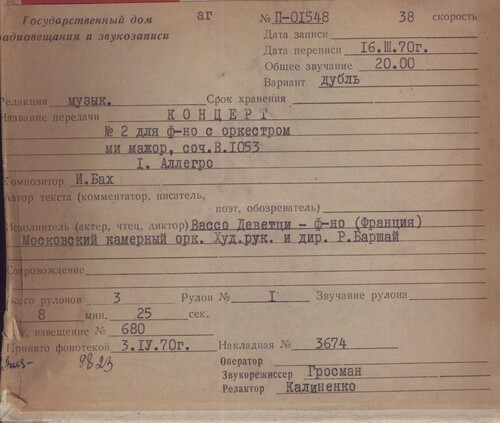 Государственный дом аг № П-01548 38 скорость
радиовещания и звукозаписи Дата записи
Дата переписи 16.III.70г.
Общее звучание 20.00
Вариант дубль
Редакция музык. Срок хранения
Название передачи КОНЦЕРТ
№ 2 для ф-но с оркестром
ми мажор, соч.В.1053
I. Аллегро
Композитор И.Бах
Автор текста (комментатор, писатель,
поэт, обозреватель)
Исполнитель (актер, чтец, диктор) Вассо Деветци - ф-но (Франция)
Московский камерный орк. Худ.рук. и дир. Р.Баршай
Сопровождение
Всего рулонов 3 Рулон № I Звучание рулона
8 мин. 25 сек.
извещение № 680
Принято фонотекой 3.IV.70г. Накладная № 3674
9823 Оператор
Звукорежиссер Гросман
Редактор Калиненко